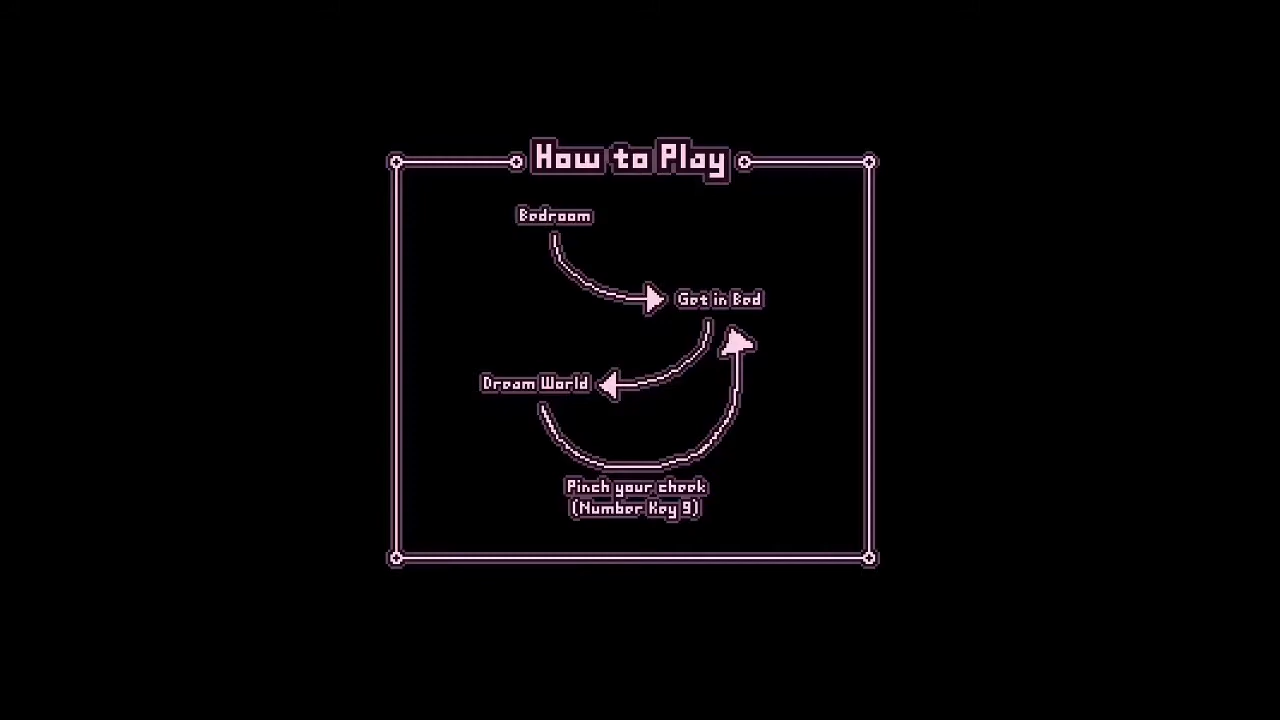 How to Play
Bedroom
Get in Bed
Dream World
Pinch your cheek
(Number Key 9)